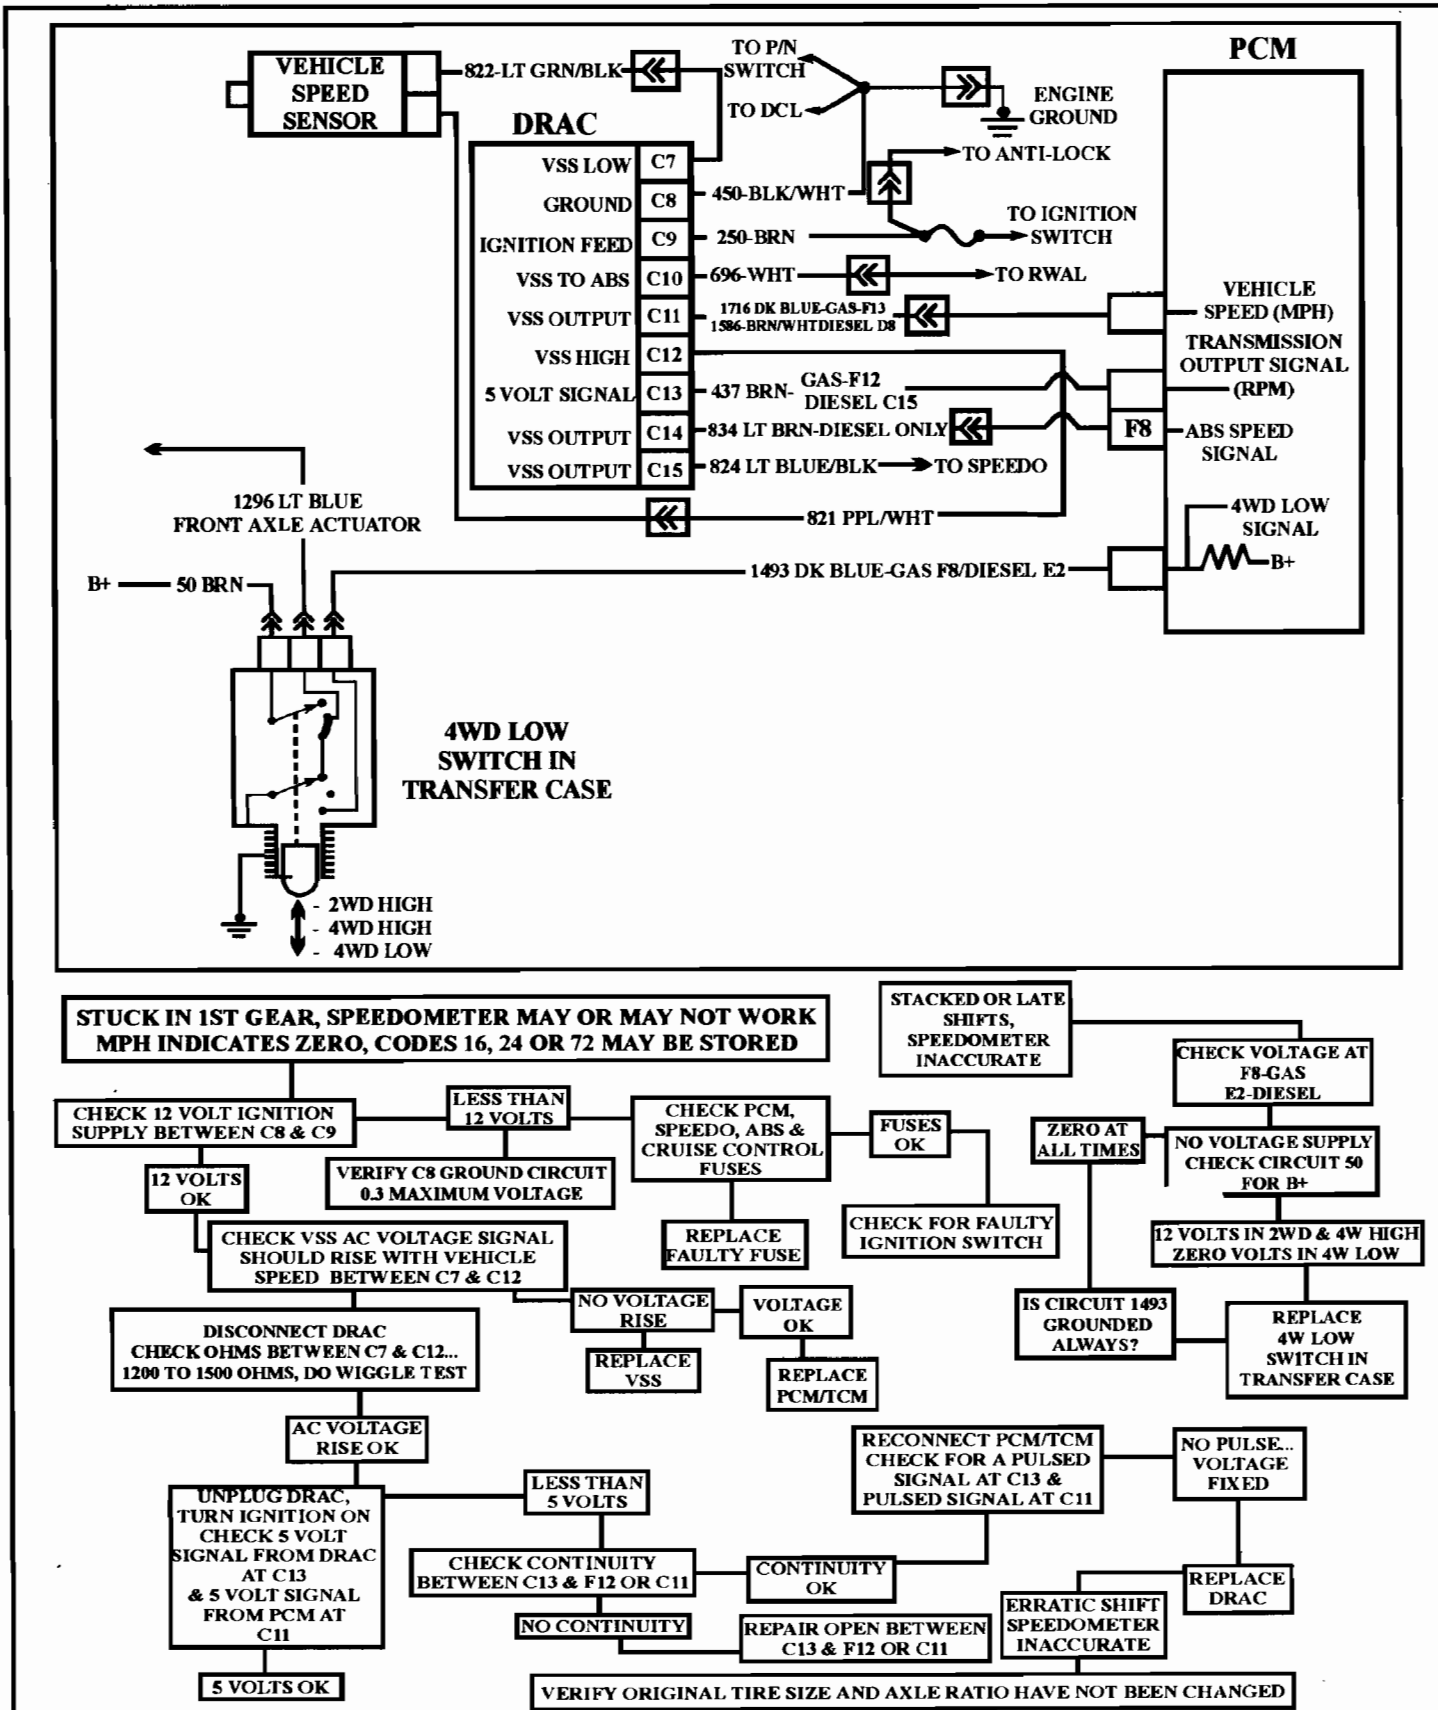 VEHICLE
SPEED
SENSOR
822-LT GRN/BLK
TO P/N
SWITCH
TO DCL
ENGINE
GROUND
PCM
DRAC
VSS LOW C7
GROUND C8 450-BLK/WHT
TO ANTI-LOCK
IGNITION FEED C9 250-BRN
TO IGNITION
SWITCH
VSS TO ABS C10 696-WHT TO RWAL
VSS OUTPUT C11 1716 DK BLUE-GAS-F13
1586-BRN/WHTDIESEL D8
VEHICLE
SPEED (MPH)
VSS HIGH C12
5 VOLT SIGNAL C13 437 BRN- GAS-F12
DIESEL C15
TRANSMISSION
OUTPUT SIGNAL
(RPM)
VSS OUTPUT C14 834 LT BRN-DIESEL ONLY F8 ABS SPEED
SIGNAL
VSS OUTPUT C15 824 LT BLUE/BLK TO SPEEDO
821 PPL/WHT
1296 LT BLUE
FRONT AXLE ACTUATOR
4WD LOW
SIGNAL
B+
B+ 50 BRN
1493 DK BLUE-GAS F8/DIESEL E2
4WD LOW
SWITCH IN
TRANSFER CASE
- 2WD HIGH
- 4WD HIGH
- 4WD LOW
STUCK IN 1ST GEAR, SPEEDOMETER MAY OR MAY NOT WORK
MPH INDICATES ZERO, CODES 16, 24 OR 72 MAY BE STORED
STACKED OR LATE
SHIFTS,
SPEEDOMETER
INACCURATE
CHECK VOLTAGE AT
F8-GAS
E2-DIESEL
CHECK 12 VOLT IGNITION
SUPPLY BETWEEN C8 & C9
LESS THAN
12 VOLTS
CHECK PCM,
SPEEDO, ABS &
CRUISE CONTROL
FUSES
FUSES
OK
ZERO AT
ALL TIMES
NO VOLTAGE SUPPLY
CHECK CIRCUIT 50
FOR B+
12 VOLTS
OK
VERIFY C8 GROUND CIRCUIT
0.3 MAXIMUM VOLTAGE
REPLACE
FAULTY FUSE
CHECK FOR FAULTY
IGNITION SWITCH
12 VOLTS IN 2WD & 4W HIGH
ZERO VOLTS IN 4W LOW
CHECK VSS AC VOLTAGE SIGNAL
SHOULD RISE WITH VEHICLE
SPEED BETWEEN C7 & C12
NO VOLTAGE
RISE
VOLTAGE
OK
IS CIRCUIT 1493
GROUNDED
ALWAYS?
REPLACE
4W LOW
SWITCH IN
TRANSFER CASE
DISCONNECT DRAC
CHECK OHMS BETWEEN C7 & C12...
1200 TO 1500 OHMS, DO WIGGLE TEST
REPLACE
VSS
REPLACE
PCM/TCM
AC VOLTAGE
RISE OK
RECONNECT PCM/TCM
CHECK FOR A PULSED
SIGNAL AT C13 &
PULSED SIGNAL AT C11
NO PULSE...
VOLTAGE
FIXED
UNPLUG DRAC,
TURN IGNITION ON
CHECK 5 VOLT
SIGNAL FROM DRAC
AT C13
& 5 VOLT SIGNAL
FROM PCM AT
C11
LESS THAN
5 VOLTS
CHECK CONTINUITY
BETWEEN C13 & F12 OR C11
CONTINUITY
OK
REPLACE
DRAC
NO CONTINUITY
REPAIR OPEN BETWEEN
C13 & F12 OR C11
ERRATIC SHIFT
SPEEDOMETER
INACCURATE
5 VOLTS OK
VERIFY ORIGINAL TIRE SIZE AND AXLE RATIO HAVE NOT BEEN CHANGED